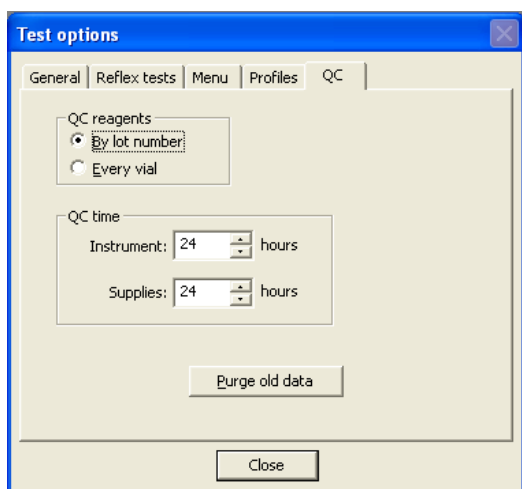 Test options
General Reflex tests Menu Profiles QC
QC reagents
By lot number
Every vial
QC time
Instrument: 24 hours
Supplies: 24 hours
Purge old data
Close